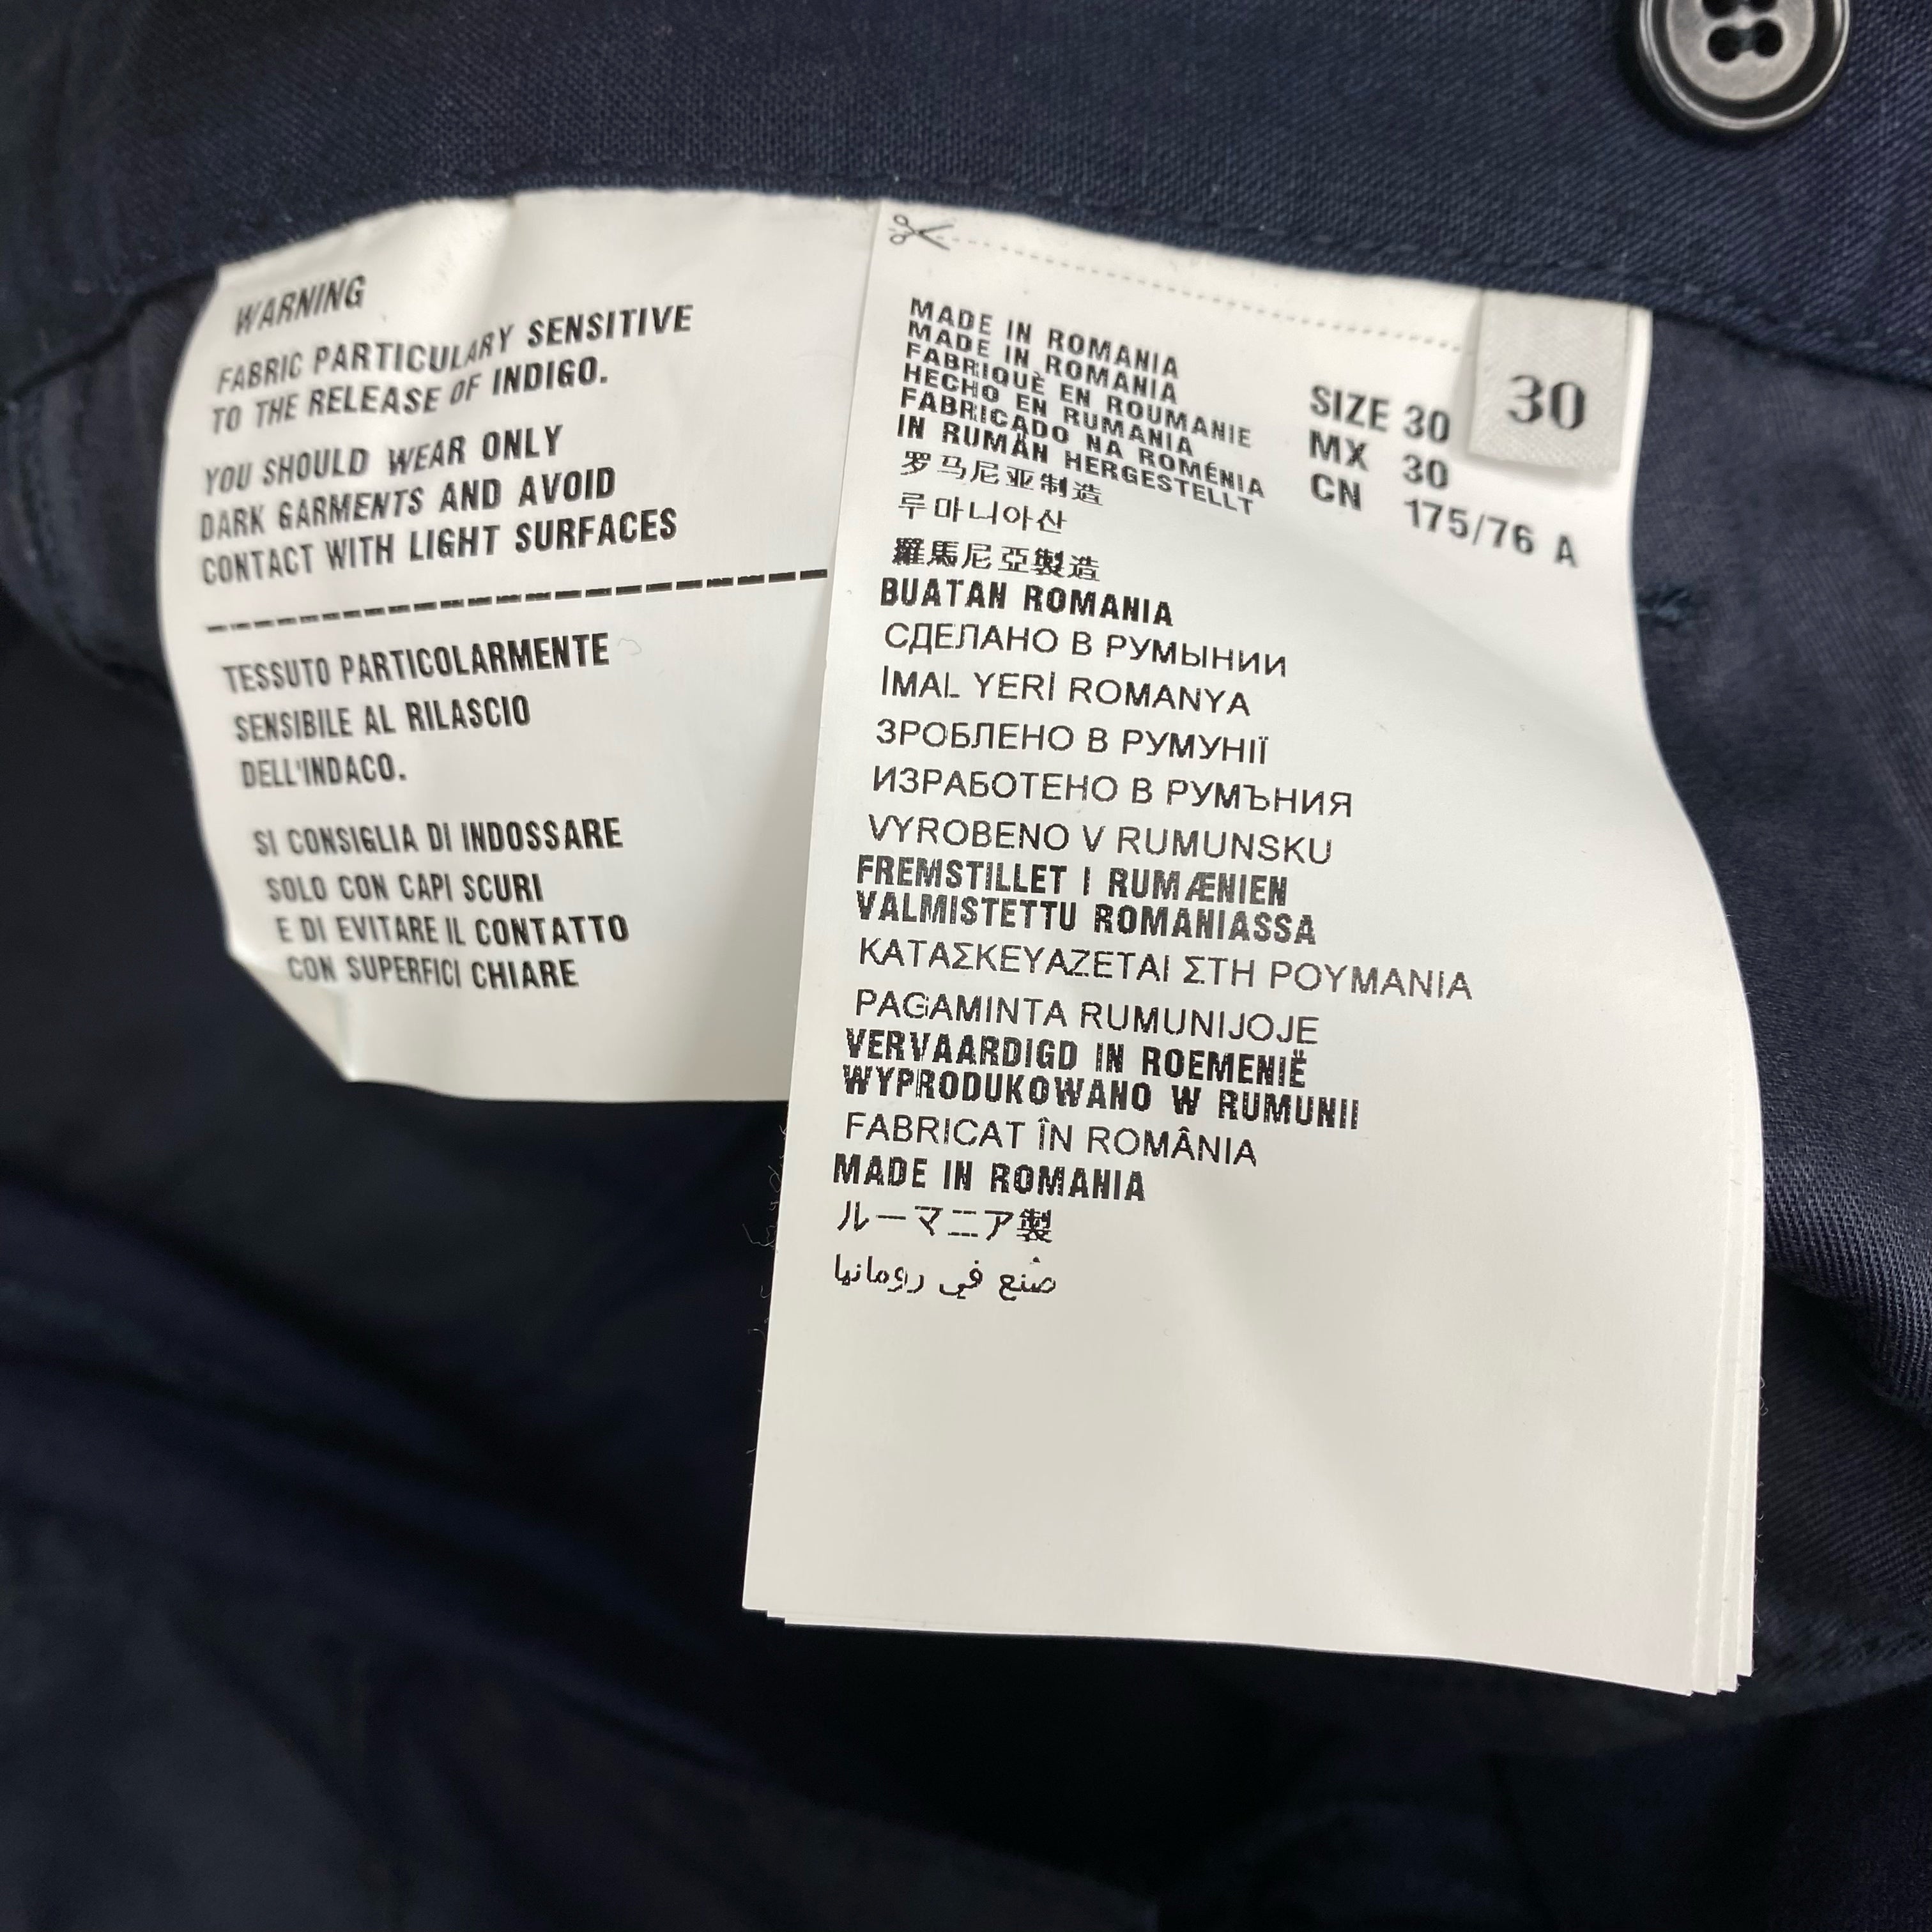 WARNING
FABRIC PARTICULARY SENSITIVE
TO THE RELEASE OF INDIGO.
YOU SHOULD WEAR ONLY
DARK GARMENTS AND AVOID
CONTACT WITH LIGHT SURFACES
TESSUTO PARTICOLARMENTE
SENSIBILE AL RILASCIO
DELL'INDACO.
SI CONSIGLIA DI INDOSSARE
SOLO CON CAPI SCURI
E DI EVITARE IL CONTATTO
CON SUPERFICI CHIARE
MADE IN ROMANIA
MADE IN ROMANIA
FABRIQUÈ EN ROUMANIE
HECHO EN RUMANIA
FABRICADO NA ROMÉNIA
IN RUMÄN HERGESTELLT
罗马尼亚制造
루마니아산
羅馬尼亞製造
BUATAN ROMANIA
СДЕЛАНО В РУМЫНИИ
İMAL YERİ ROMANYA
ЗРОБЛЕНО В РУМУНІЇ
ИЗРАБОТЕНО В РУМЪНИЯ
VYROBENO V RUMUNSKU
FREMSTILLET I RUMÆNIEN
VALMISTETTU ROMANIASSA
ΚΑΤΑΣΚΕΥΑΖΕΤΑΙ ΣΤΗ ΡΟΥΜΑΝΙΑ
PAGAMINTA RUMUNIJOJE
VERVAARDIGD IN ROEMENIË
WYPRODUKOWANO W RUMUNII
FABRICAT ÎN ROMÂNIA
MADE IN ROMANIA
ルーマニア製
صنع في رومانيا
SIZE 30
MX 30
CN 175/76 A
30